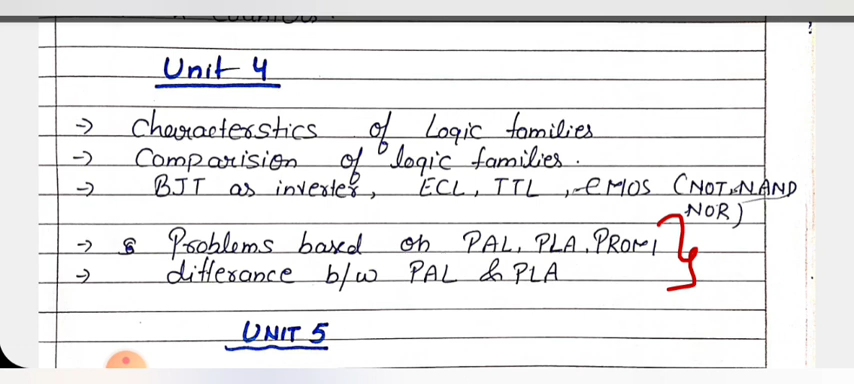 Unit 4
→ Characterstics of Logic families
→ Comparision of logic families.
→ BJT as inverter, ECL, TTL, CMOS (NOT, NAND
NOR)
→ Problems based on PAL, PLA, PROM
→ differance b/w PAL & PLA
UNIT 5